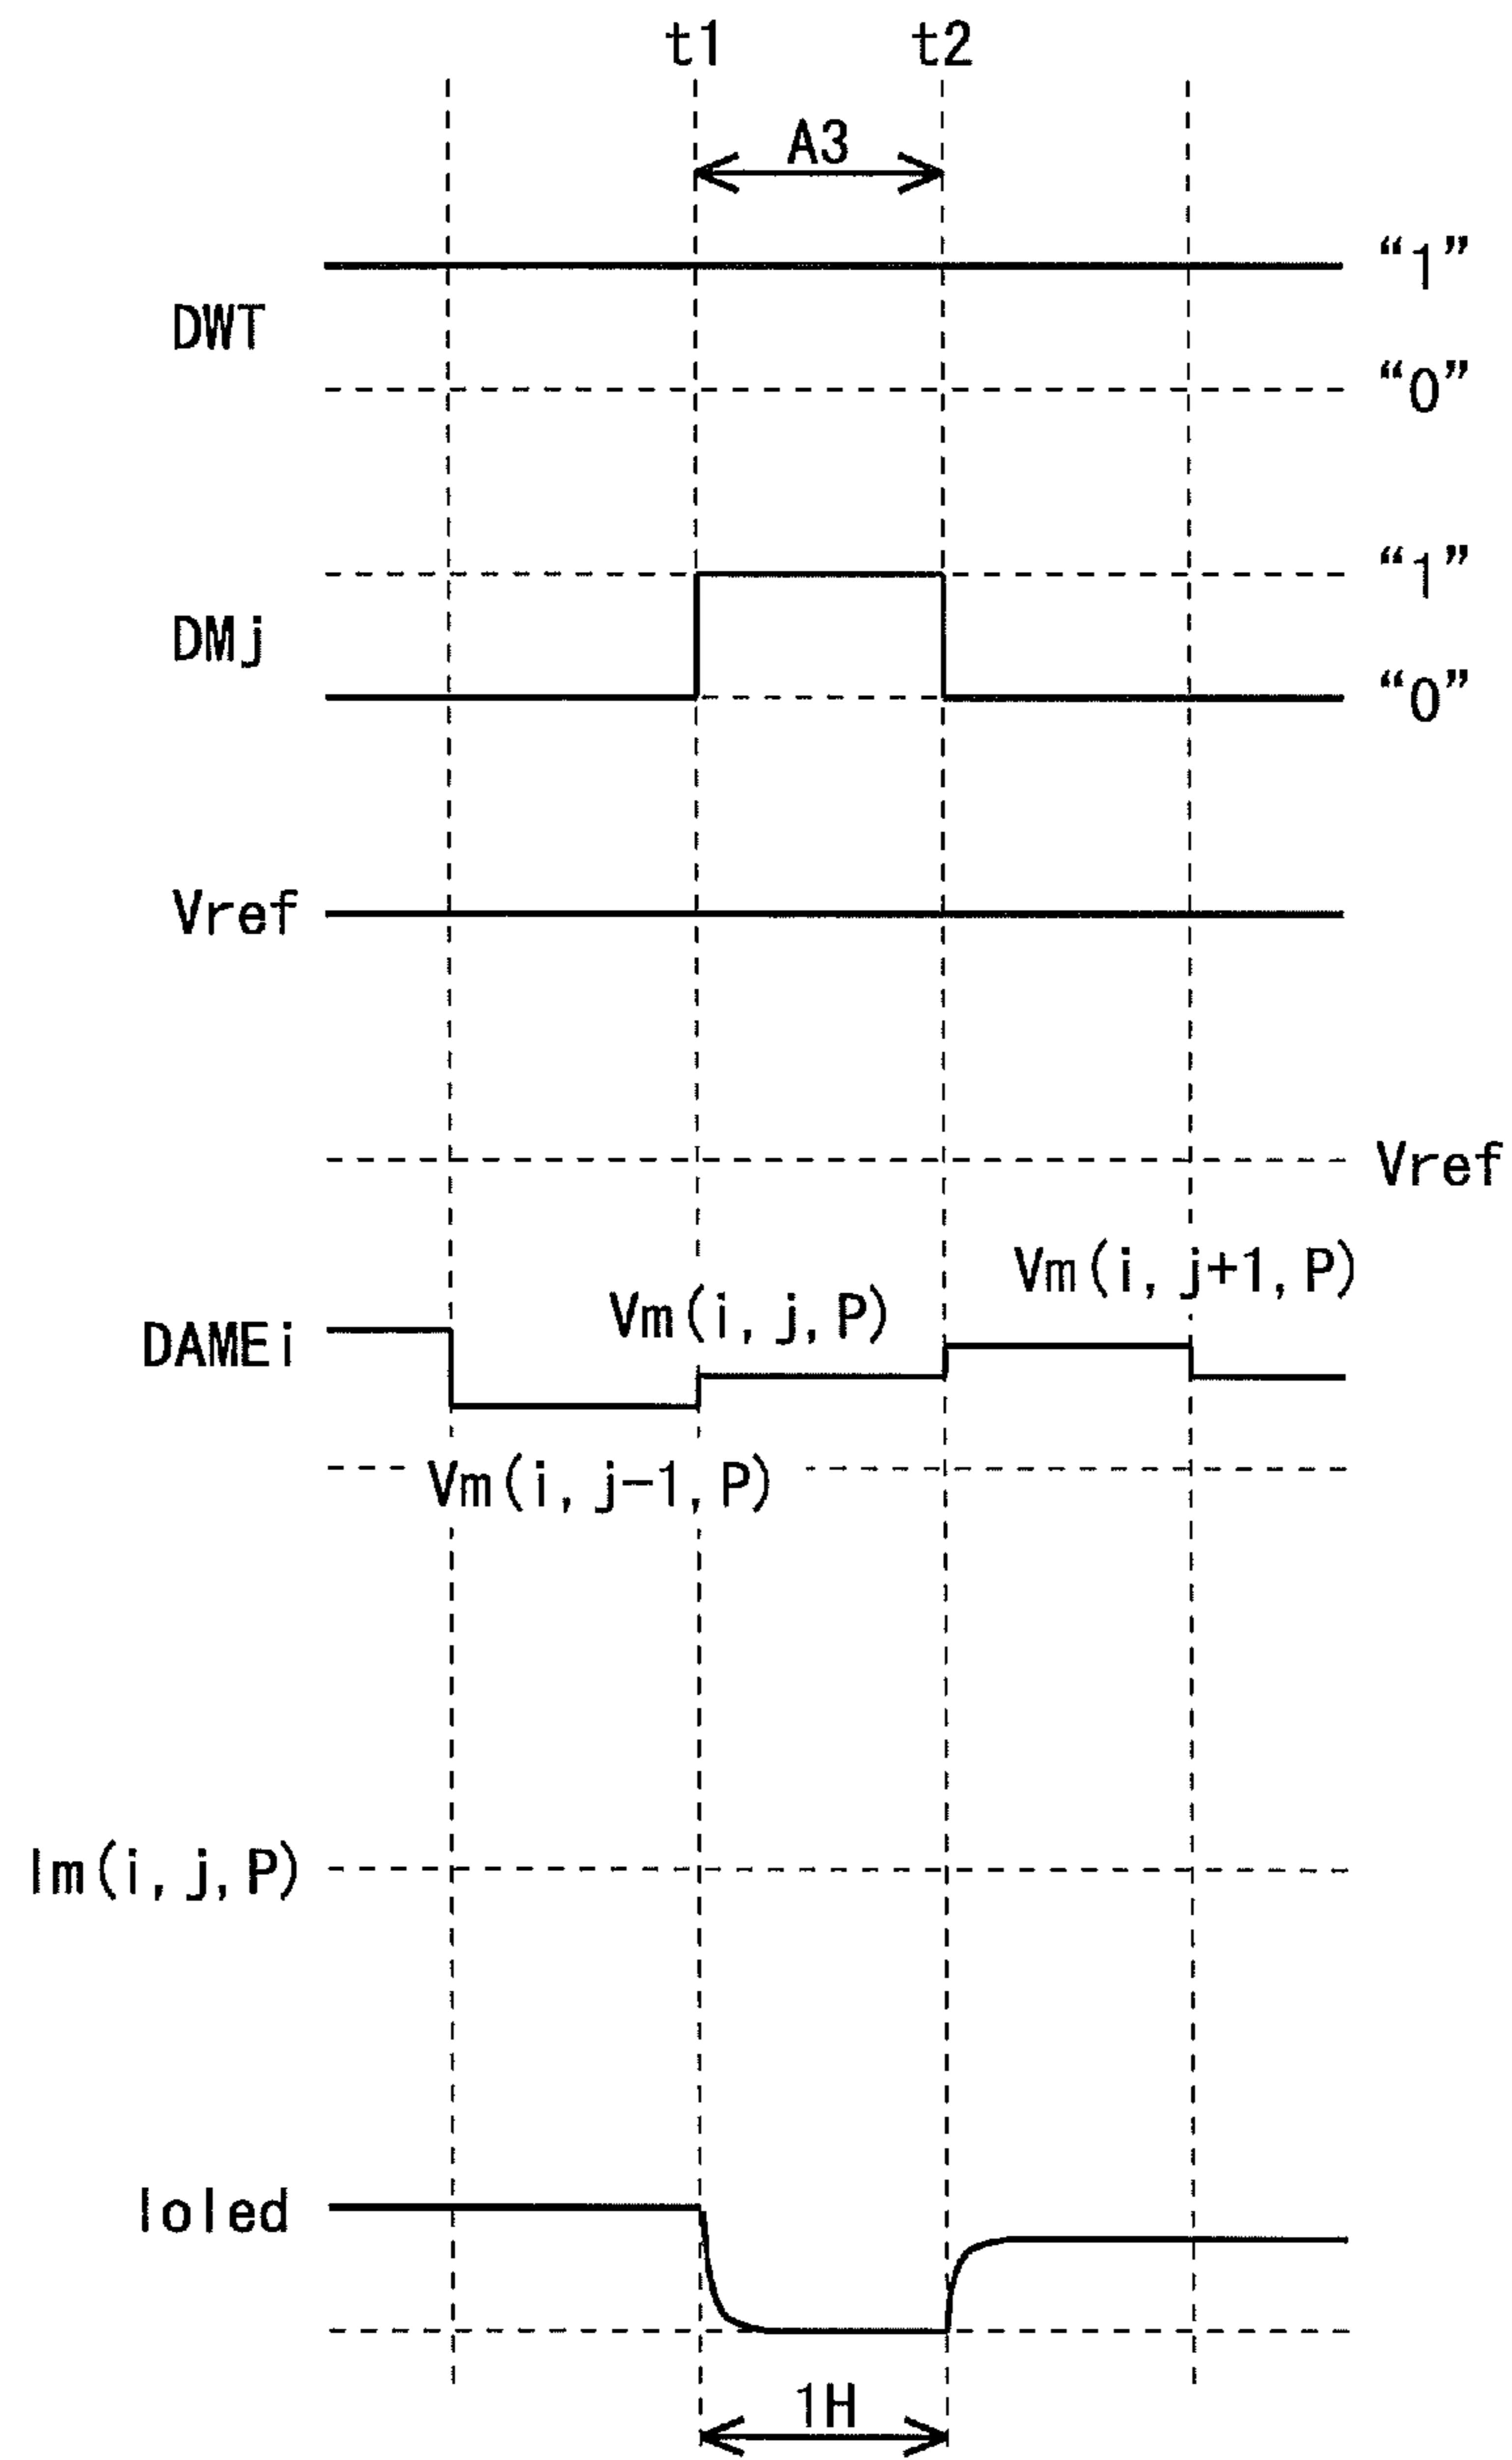 t1 t2
A3
“1”
DWT
“0”
“1”
DMj
“0”
Vref
Vref
Vm(i, j+1, P)
Vm(i, j, P)
DAMEi
Vm(i, j-1, P)
Im(i, j, P)
Ioled
1H